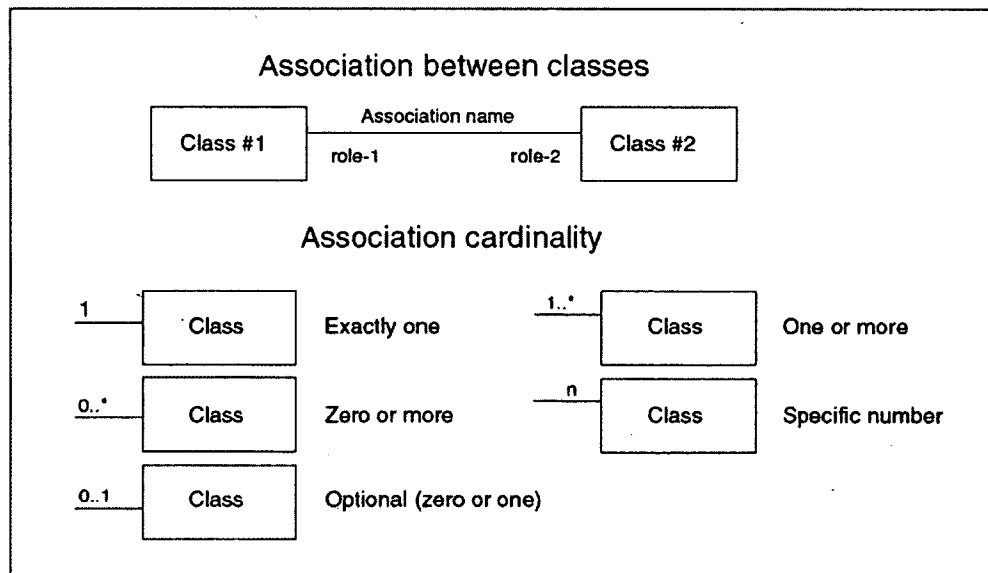 Association between classes
Association name
Class #1
Class #2
role-1
role-2
Association cardinality
1
Class
Exactly one
1..*
Class
One or more
0..*
Class
Zero or more
n
Class
Specific number
0..1
Class
Optional (zero or one)